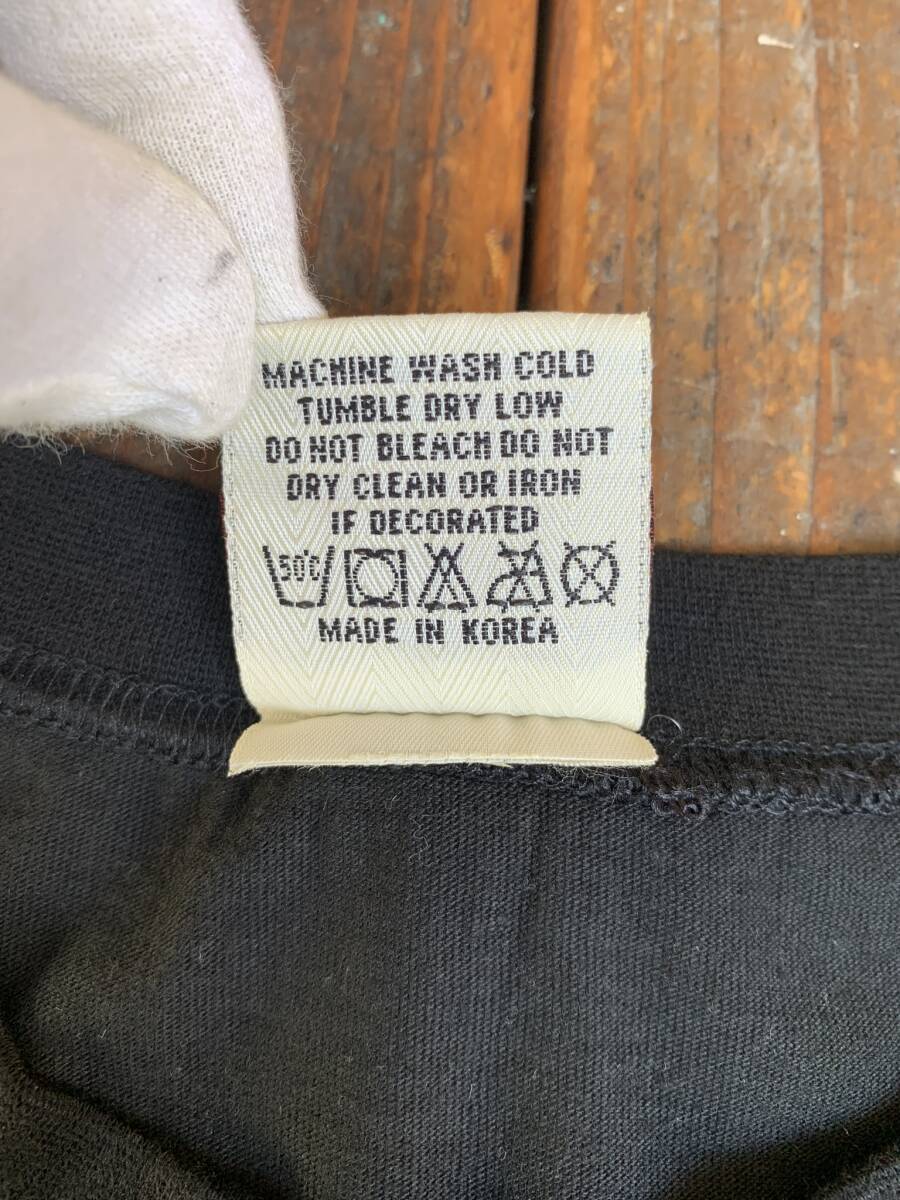 MACHINE WASH COLD
TUMBLE DRY LOW
DO NOT BLEACH DO NOT
DRY CLEAN OR IRON
IF DECORATED
50℃
MADE IN KOREA